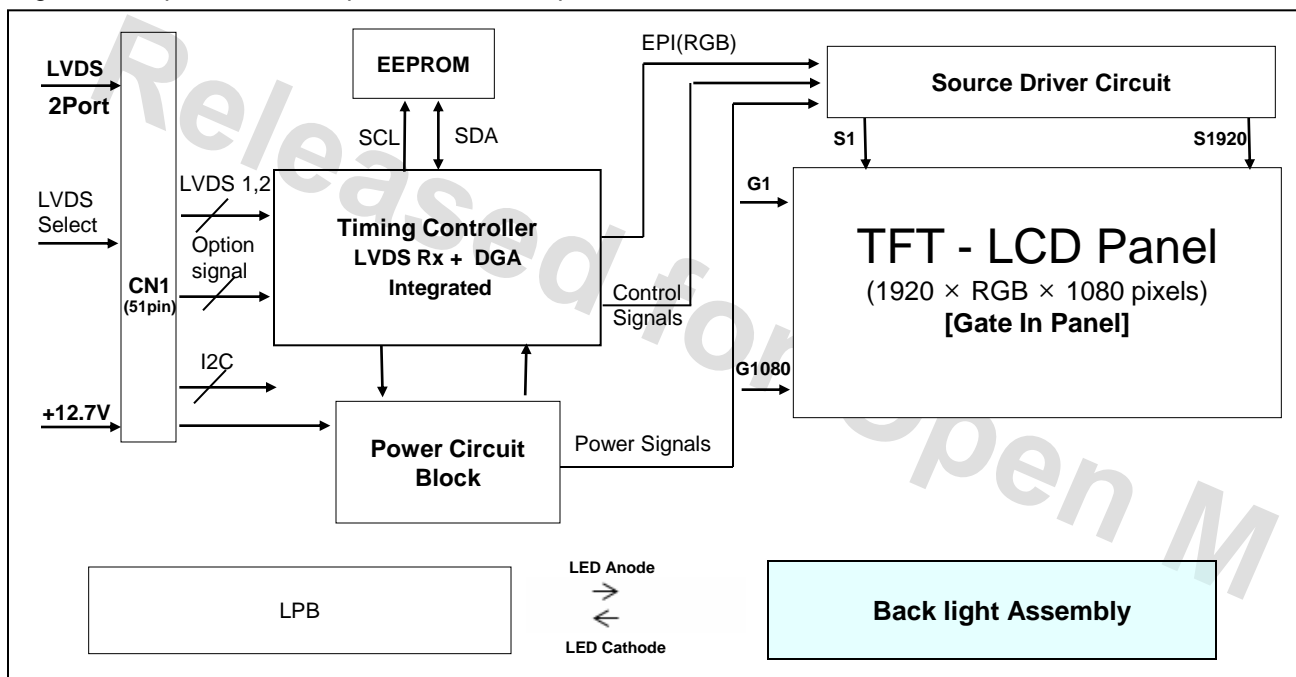 LVDS
2Port
LVDS
Select
+12.7V
CN1
(51pin)
LVDS 1,2
Option
signal
I2C
EEPROM
SCL
SDA
Timing Controller
LVDS Rx + DGA
Integrated
Power Circuit
Block
EPI(RGB)
Control
Signals
Power Signals
Source Driver Circuit
S1
S1920
G1
G1080
TFT - LCD Panel
(1920 × RGB × 1080 pixels)
[Gate In Panel]
LPB
LED Anode
LED Cathode
Back light Assembly
Released for Open M